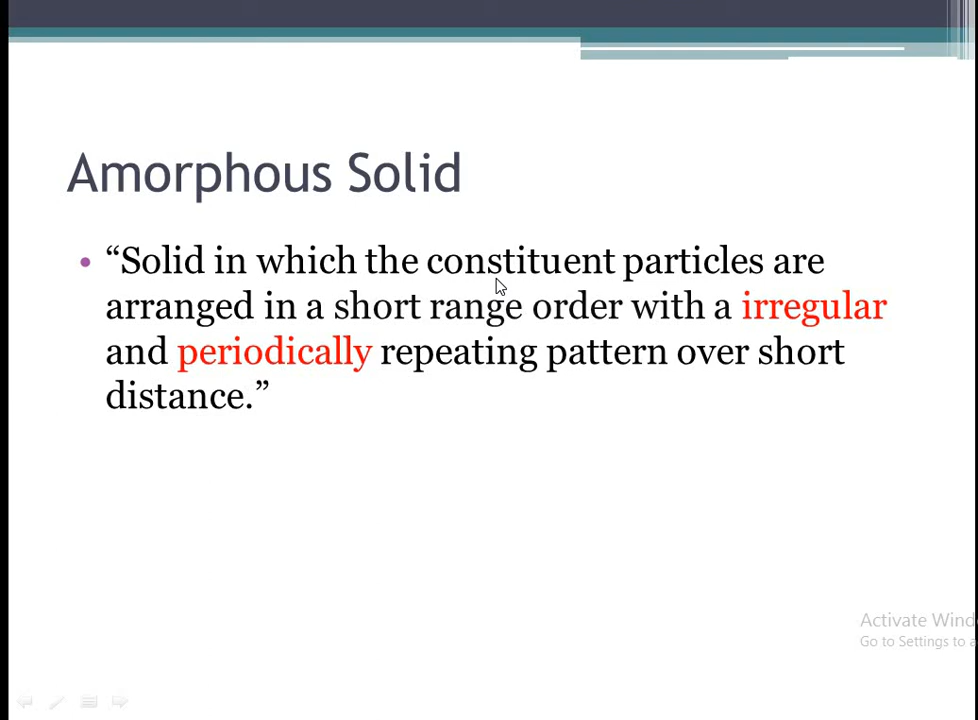 Amorphous Solid
• “Solid in which the constituent particles are
arranged in a short range order with a irregular
and periodically repeating pattern over short
distance.”
Activate Wind
Go to Settings to a